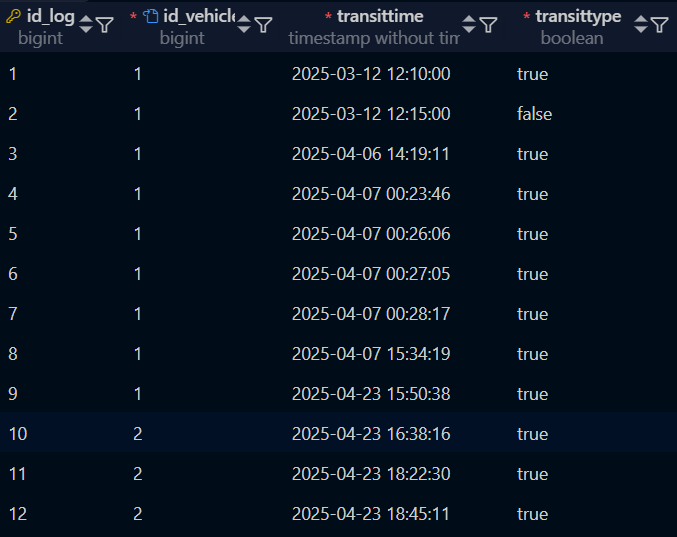 id_log * id_vehicle * transittime * transittype
bigint bigint timestamp without tim boolean
1 1 2025-03-12 12:10:00 true
2 1 2025-03-12 12:15:00 false
3 1 2025-04-06 14:19:11 true
4 1 2025-04-07 00:23:46 true
5 1 2025-04-07 00:26:06 true
6 1 2025-04-07 00:27:05 true
7 1 2025-04-07 00:28:17 true
8 1 2025-04-07 15:34:19 true
9 1 2025-04-23 15:50:38 true
10 2 2025-04-23 16:38:16 true
11 2 2025-04-23 18:22:30 true
12 2 2025-04-23 18:45:11 true